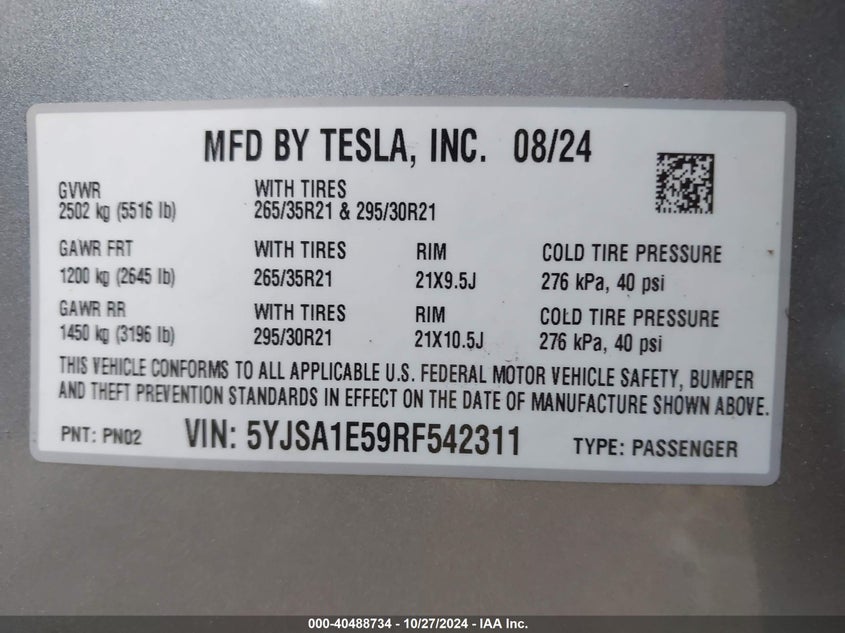 MFD BY TESLA, INC. 08/24
GVWR WITH TIRES
2502 kg (5516 lb) 265/35R21 & 295/30R21
GAWR FRT WITH TIRES RIM COLD TIRE PRESSURE
1200 kg (2645 lb) 265/35R21 21X9.5J 276 kPa, 40 psi
GAWR RR WITH TIRES RIM COLD TIRE PRESSURE
1450 kg (3196 lb) 295/30R21 21X10.5J 276 kPa, 40 psi
THIS VEHICLE CONFORMS TO ALL APPLICABLE U.S. FEDERAL MOTOR VEHICLE SAFETY, BUMPER
AND THEFT PREVENTION STANDARDS IN EFFECT ON THE DATE OF MANUFACTURE SHOWN ABOVE.
PNT: PN02 VIN: 5YJSA1E59RF542311 TYPE: PASSENGER
000-40488734 - 10/27/2024 - IAA Inc.